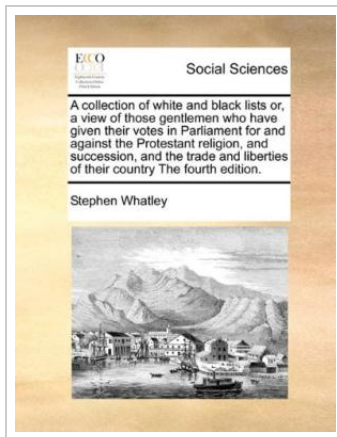 ECCO
Social Sciences
A collection of white and black lists or,
a view of those gentlemen who have
given their votes in Parliament for and
against the Protestant religion, and
succession, and the trade and liberties
of their country The fourth edition.
Stephen Whatley